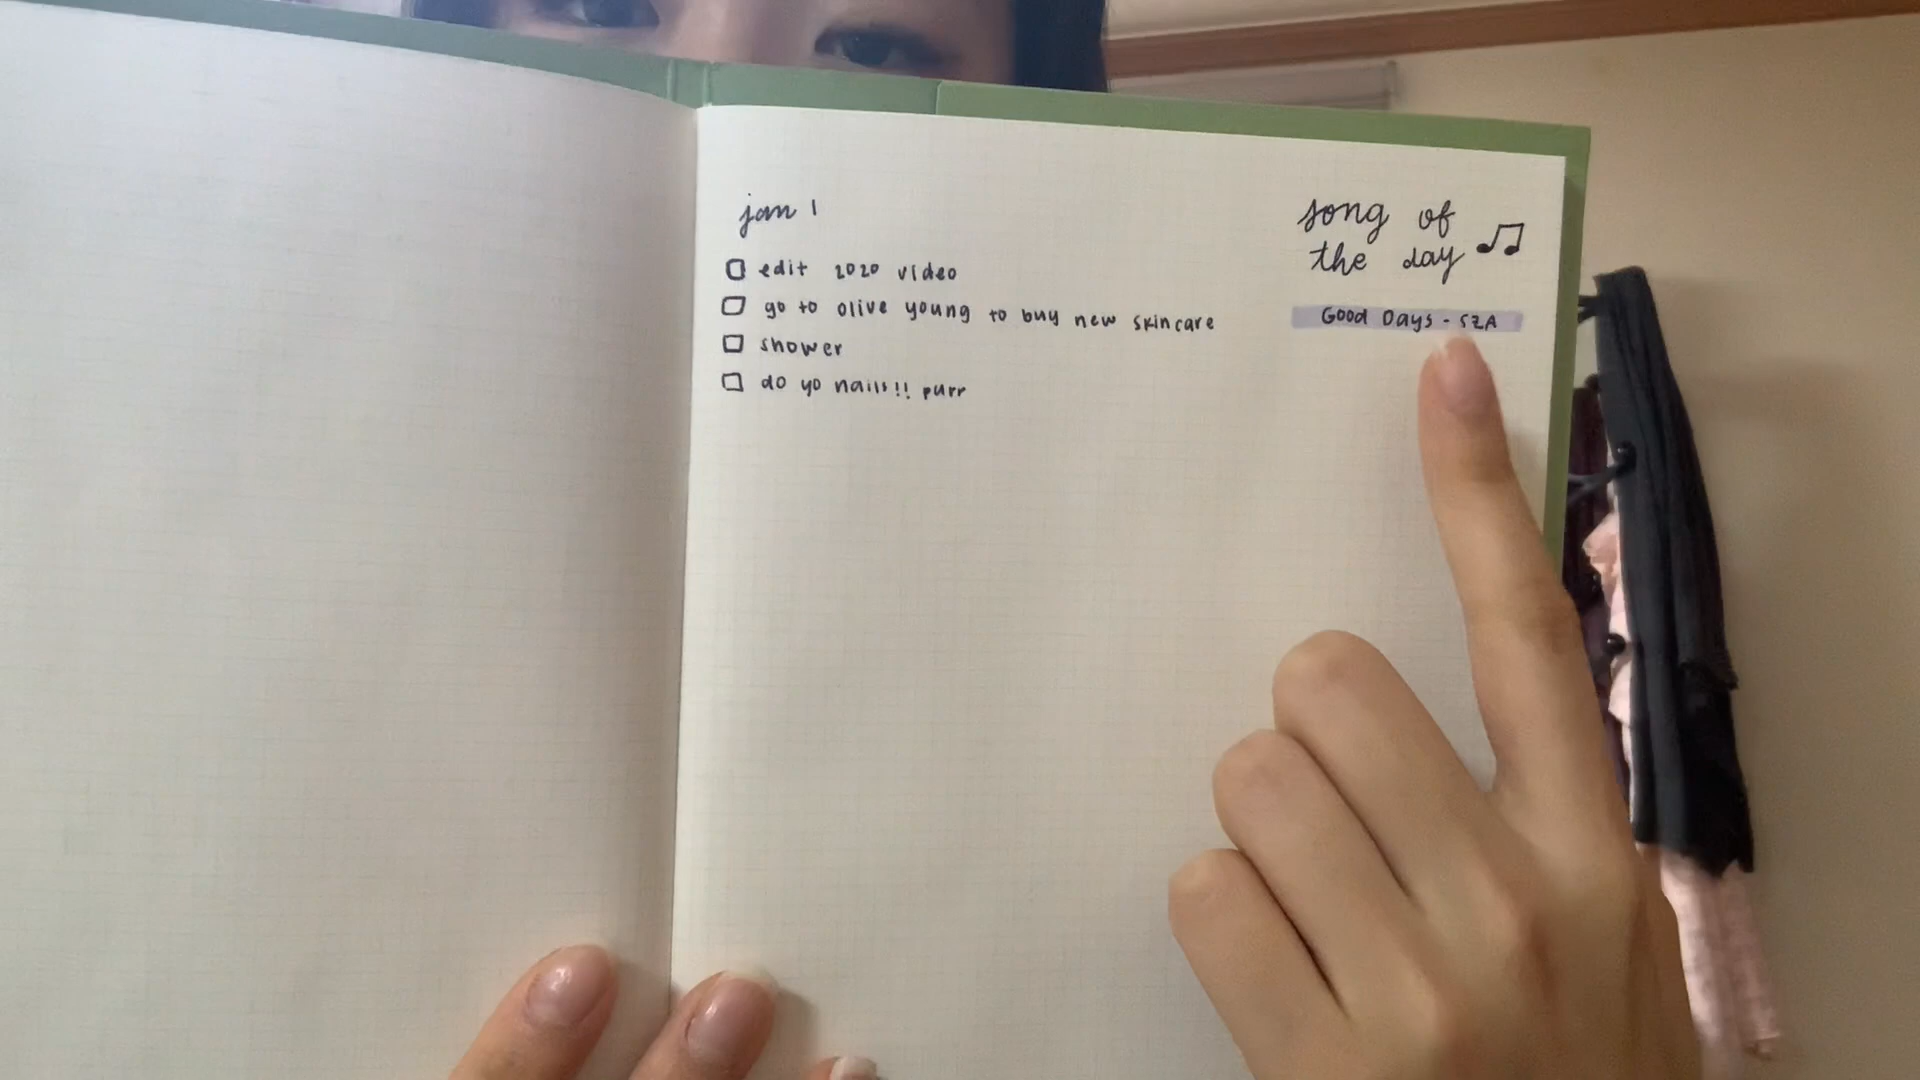 jan 1
edit 2020 video
go to olive young to buy new skincare
shower
do yo nails!! purr
song of
the day
Good Days - SZA